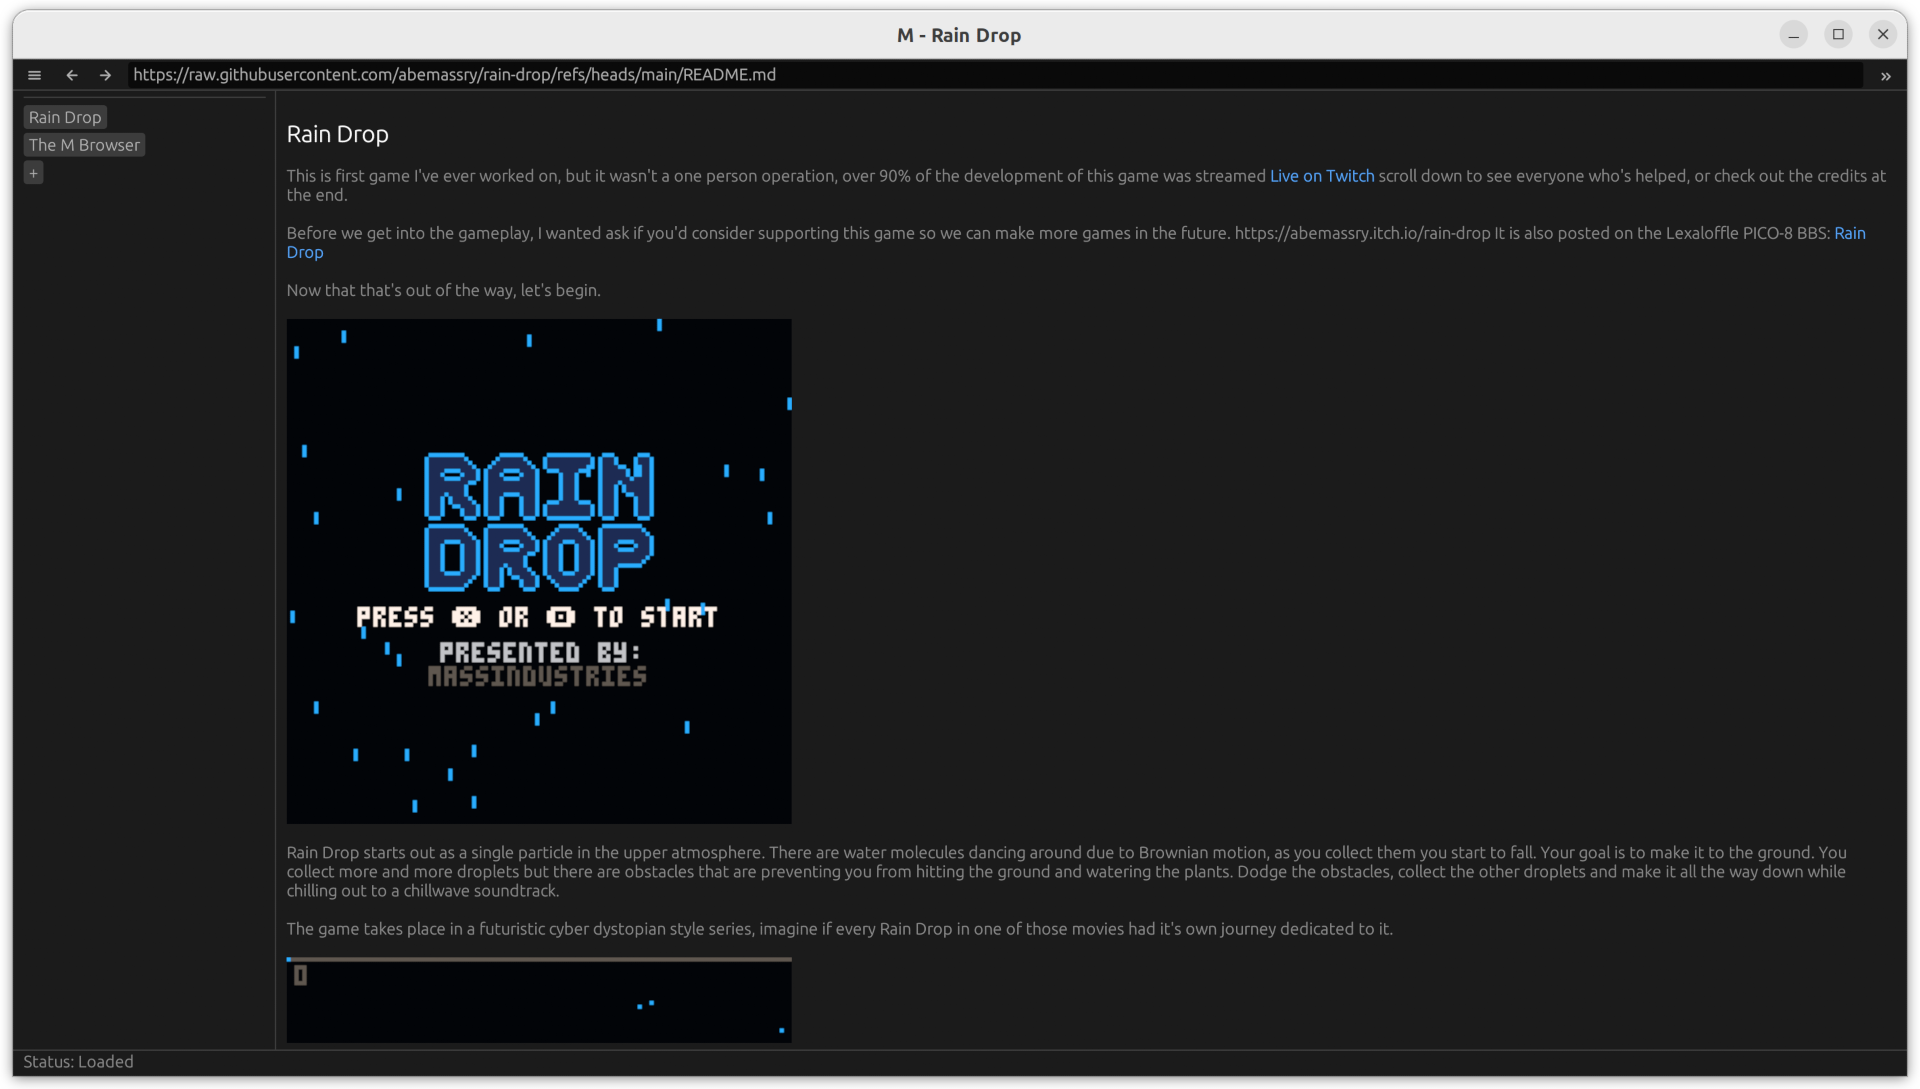 M - Rain Drop
https://raw.githubusercontent.com/abemassry/rain-drop/refs/heads/main/README.md
»
Rain Drop
The M Browser
+
Rain Drop
This is first game I've ever worked on, but it wasn't a one person operation, over 90% of the development of this game was streamed Live on Twitch scroll down to see everyone who's helped, or check out the credits at
the end.
Before we get into the gameplay, I wanted ask if you'd consider supporting this game so we can make more games in the future. https://abemassry.itch.io/rain-drop It is also posted on the Lexaloffle PICO-8 BBS: Rain
Drop
Now that that's out of the way, let's begin.
RAIN
DROP
PRESS ❎ OR 🅾 TO START
PRESENTED BY:
MASSINDUSTRIES
Rain Drop starts out as a single particle in the upper atmosphere. There are water molecules dancing around due to Brownian motion, as you collect them you start to fall. Your goal is to make it to the ground. You
collect more and more droplets but there are obstacles that are preventing you from hitting the ground and watering the plants. Dodge the obstacles, collect the other droplets and make it all the way down while
chilling out to a chillwave soundtrack.
The game takes place in a futuristic cyber dystopian style series, imagine if every Rain Drop in one of those movies had it's own journey dedicated to it.
0
Status: Loaded